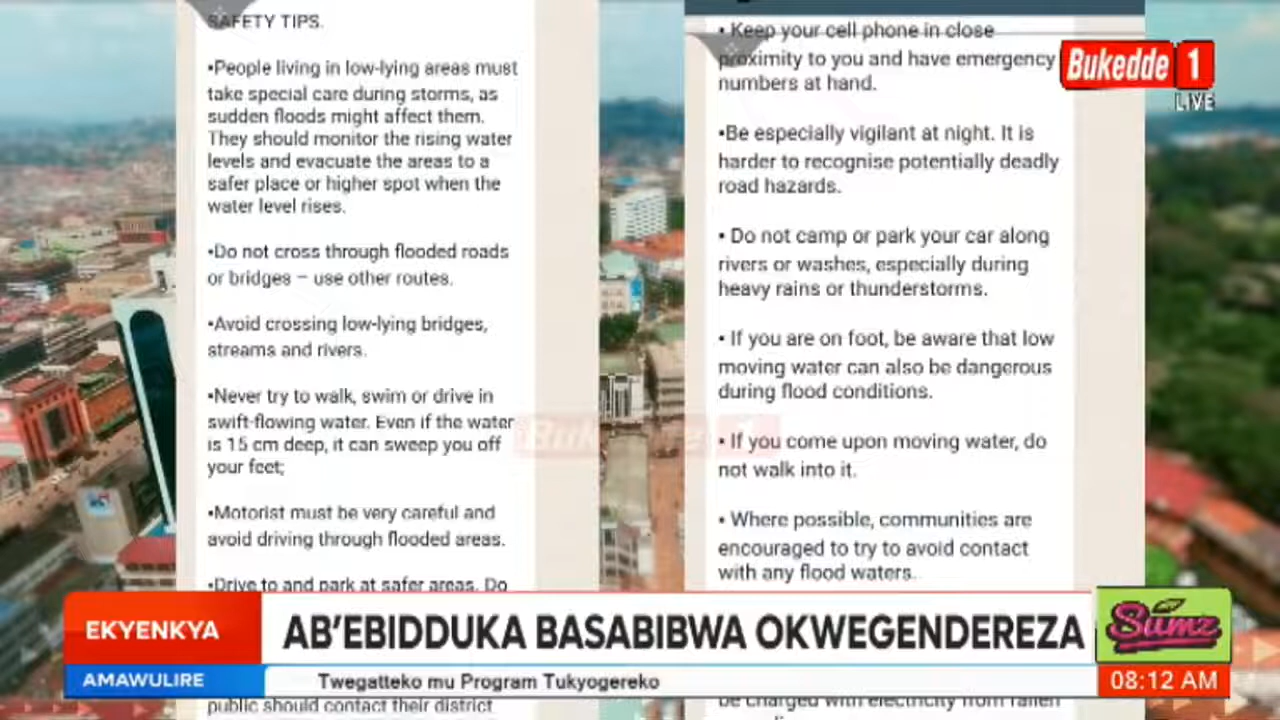 SAFETY TIPS.
•People living in low-lying areas must
take special care during storms, as
sudden floods might affect them.
They should monitor the rising water
levels and evacuate the areas to a
safer place or higher spot when the
water level rises.
•Do not cross through flooded roads
or bridges – use other routes.
•Avoid crossing low-lying bridges,
streams and rivers.
•Never try to walk, swim or drive in
swift-flowing water. Even if the water
is 15 cm deep, it can sweep you off
your feet;
•Motorist must be very careful and
avoid driving through flooded areas.
•Drive to and park at safer areas. Do
public should contact their district
• Keep your cell phone in close
proximity to you and have emergency
numbers at hand.
•Be especially vigilant at night. It is
harder to recognise potentially deadly
road hazards.
• Do not camp or park your car along
rivers or washes, especially during
heavy rains or thunderstorms.
• If you are on foot, be aware that low
moving water can also be dangerous
during flood conditions.
• If you come upon moving water, do
not walk into it.
• Where possible, communities are
encouraged to try to avoid contact
with any flood waters.
be charged with electricity from fallen
Bukedde 1
LIVE
Bukedde 1
EKYENKYA
AB'EBIDDUKA BASABIBWA OKWEGENDEREZA
Sumz
AMAWULIRE
Twegatteko mu Program Tukyogereko
08:12 AM